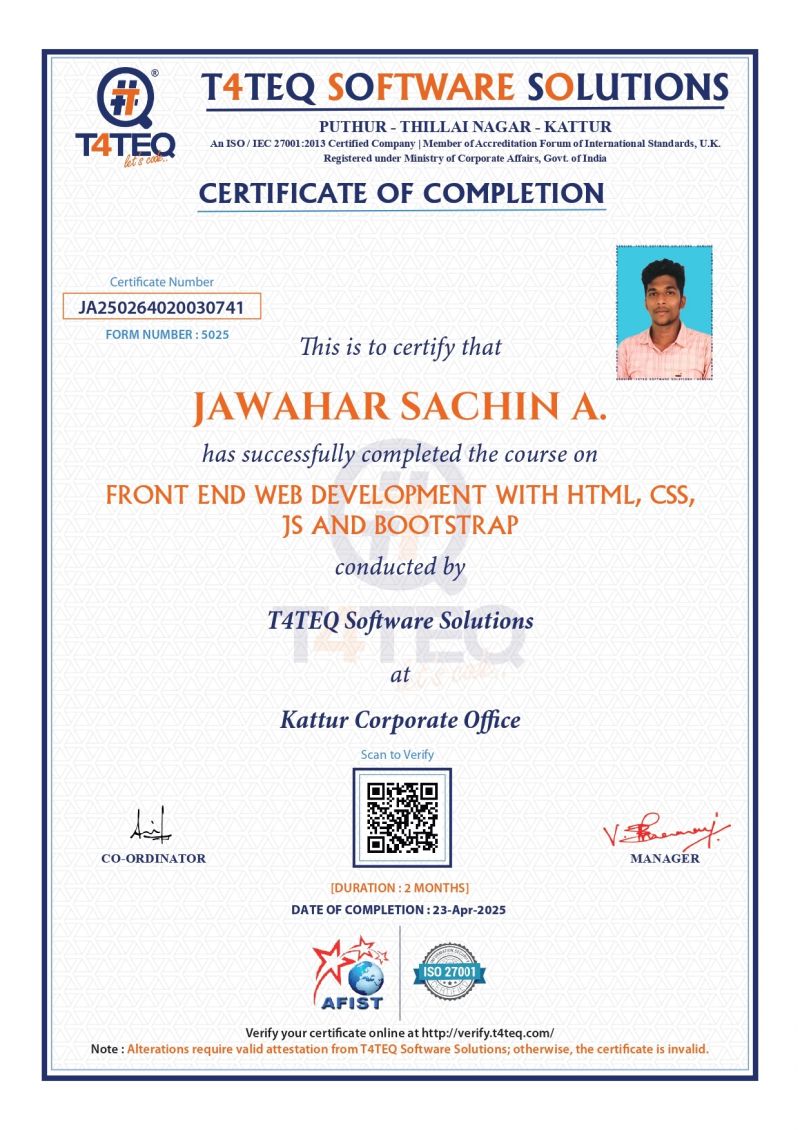 T4TEQ SOFTWARE SOLUTIONS
PUTHUR - THILLAI NAGAR - KATTUR
An ISO / IEC 27001:2013 Certified Company | Member of Accreditation Forum of International Standards, U.K.
Registered under Ministry of Corporate Affairs, Govt. of India
®
T4TEQ
let's code..
CERTIFICATE OF COMPLETION
Certificate Number
JA250264020030741
FORM NUMBER : 5025
This is to certify that
JAWAHAR SACHIN A.
has successfully completed the course on
FRONT END WEB DEVELOPMENT WITH HTML, CSS,
JS AND BOOTSTRAP
conducted by
T4TEQ Software Solutions
at
Kattur Corporate Office
T4TEQ
let's code..
Scan to Verify
CO-ORDINATOR
MANAGER
[DURATION : 2 MONTHS]
DATE OF COMPLETION : 23-Apr-2025
AFIST
ISO 27001
Verify your certificate online at http://verify.t4teq.com/
Note : Alterations require valid attestation from T4TEQ Software Solutions; otherwise, the certificate is invalid.